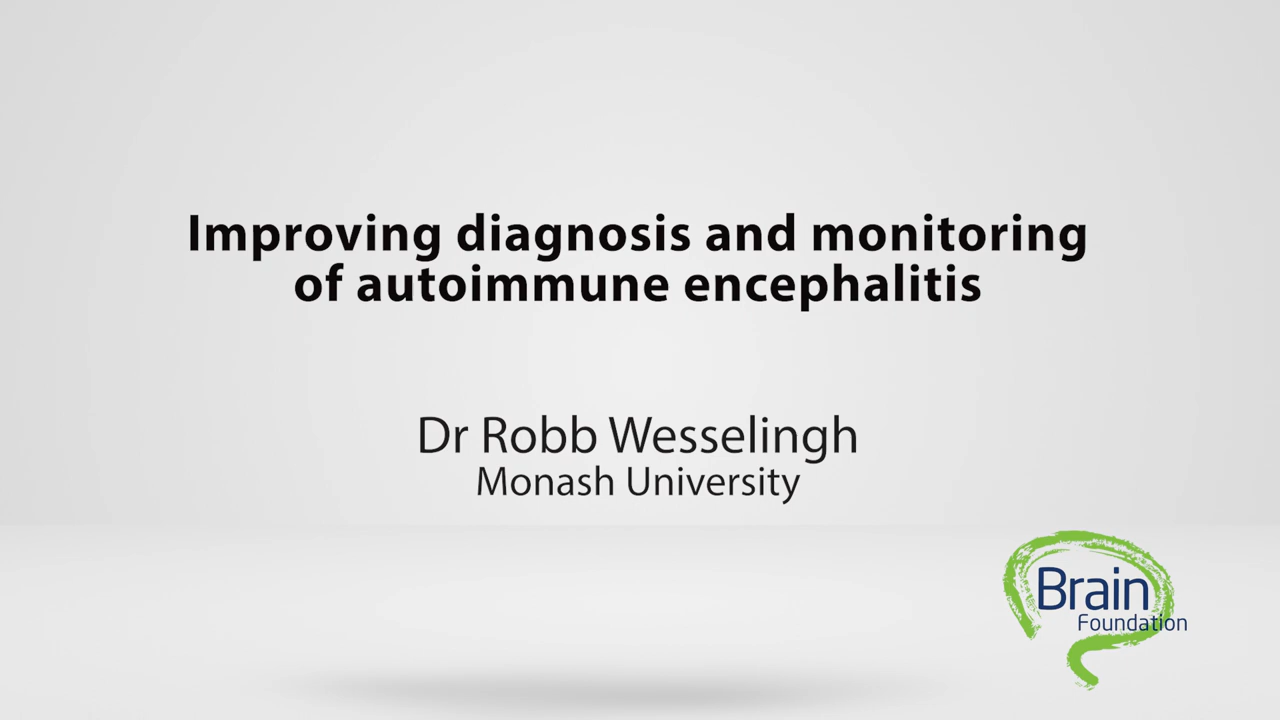 Improving diagnosis and monitoring
of autoimmune encephalitis
Dr Robb Wesselingh
Monash University
Brain
Foundation